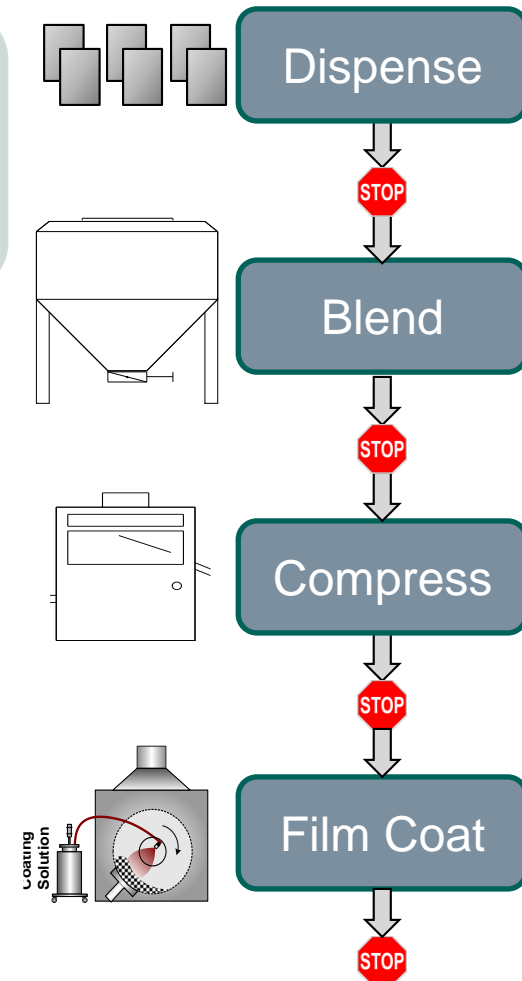 Dispense
STOP
Blend
STOP
Compress
STOP
Film Coat
Coating
Solution
STOP